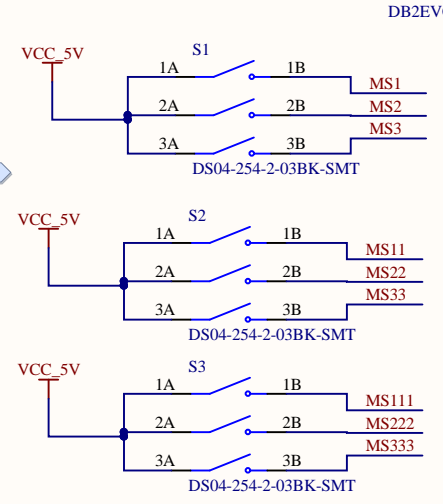 DB2EV
S1
VCC_5V
1A 1B
MS1
2A 2B
MS2
3A 3B
MS3
DS04-254-2-03BK-SMT
S2
VCC_5V
1A 1B
MS11
2A 2B
MS22
3A 3B
MS33
DS04-254-2-03BK-SMT
S3
VCC_5V
1A 1B
MS111
2A 2B
MS222
3A 3B
MS333
DS04-254-2-03BK-SMT